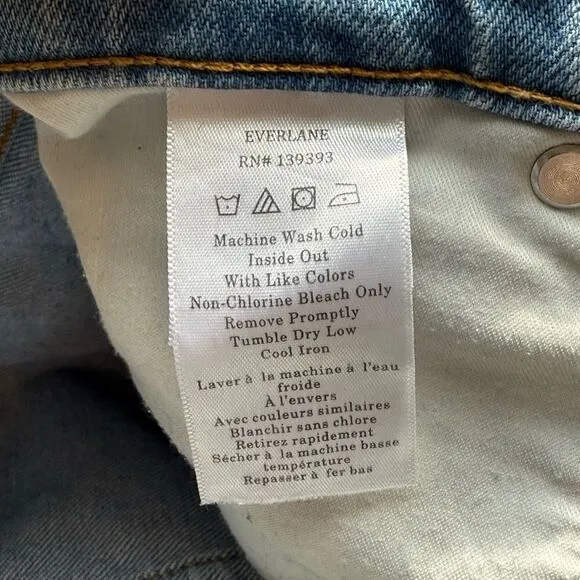 EVERLANE
RN# 139393
Machine Wash Cold
Inside Out
With Like Colors
Non-Chlorine Bleach Only
Remove Promptly
Tumble Dry Low
Cool Iron
Laver à la machine à l'eau
froide
À l'envers
Avec couleurs similaires
Blanchir sans chlore
Retirez rapidement
Sécher à la machine basse
température
Repasser à fer bas